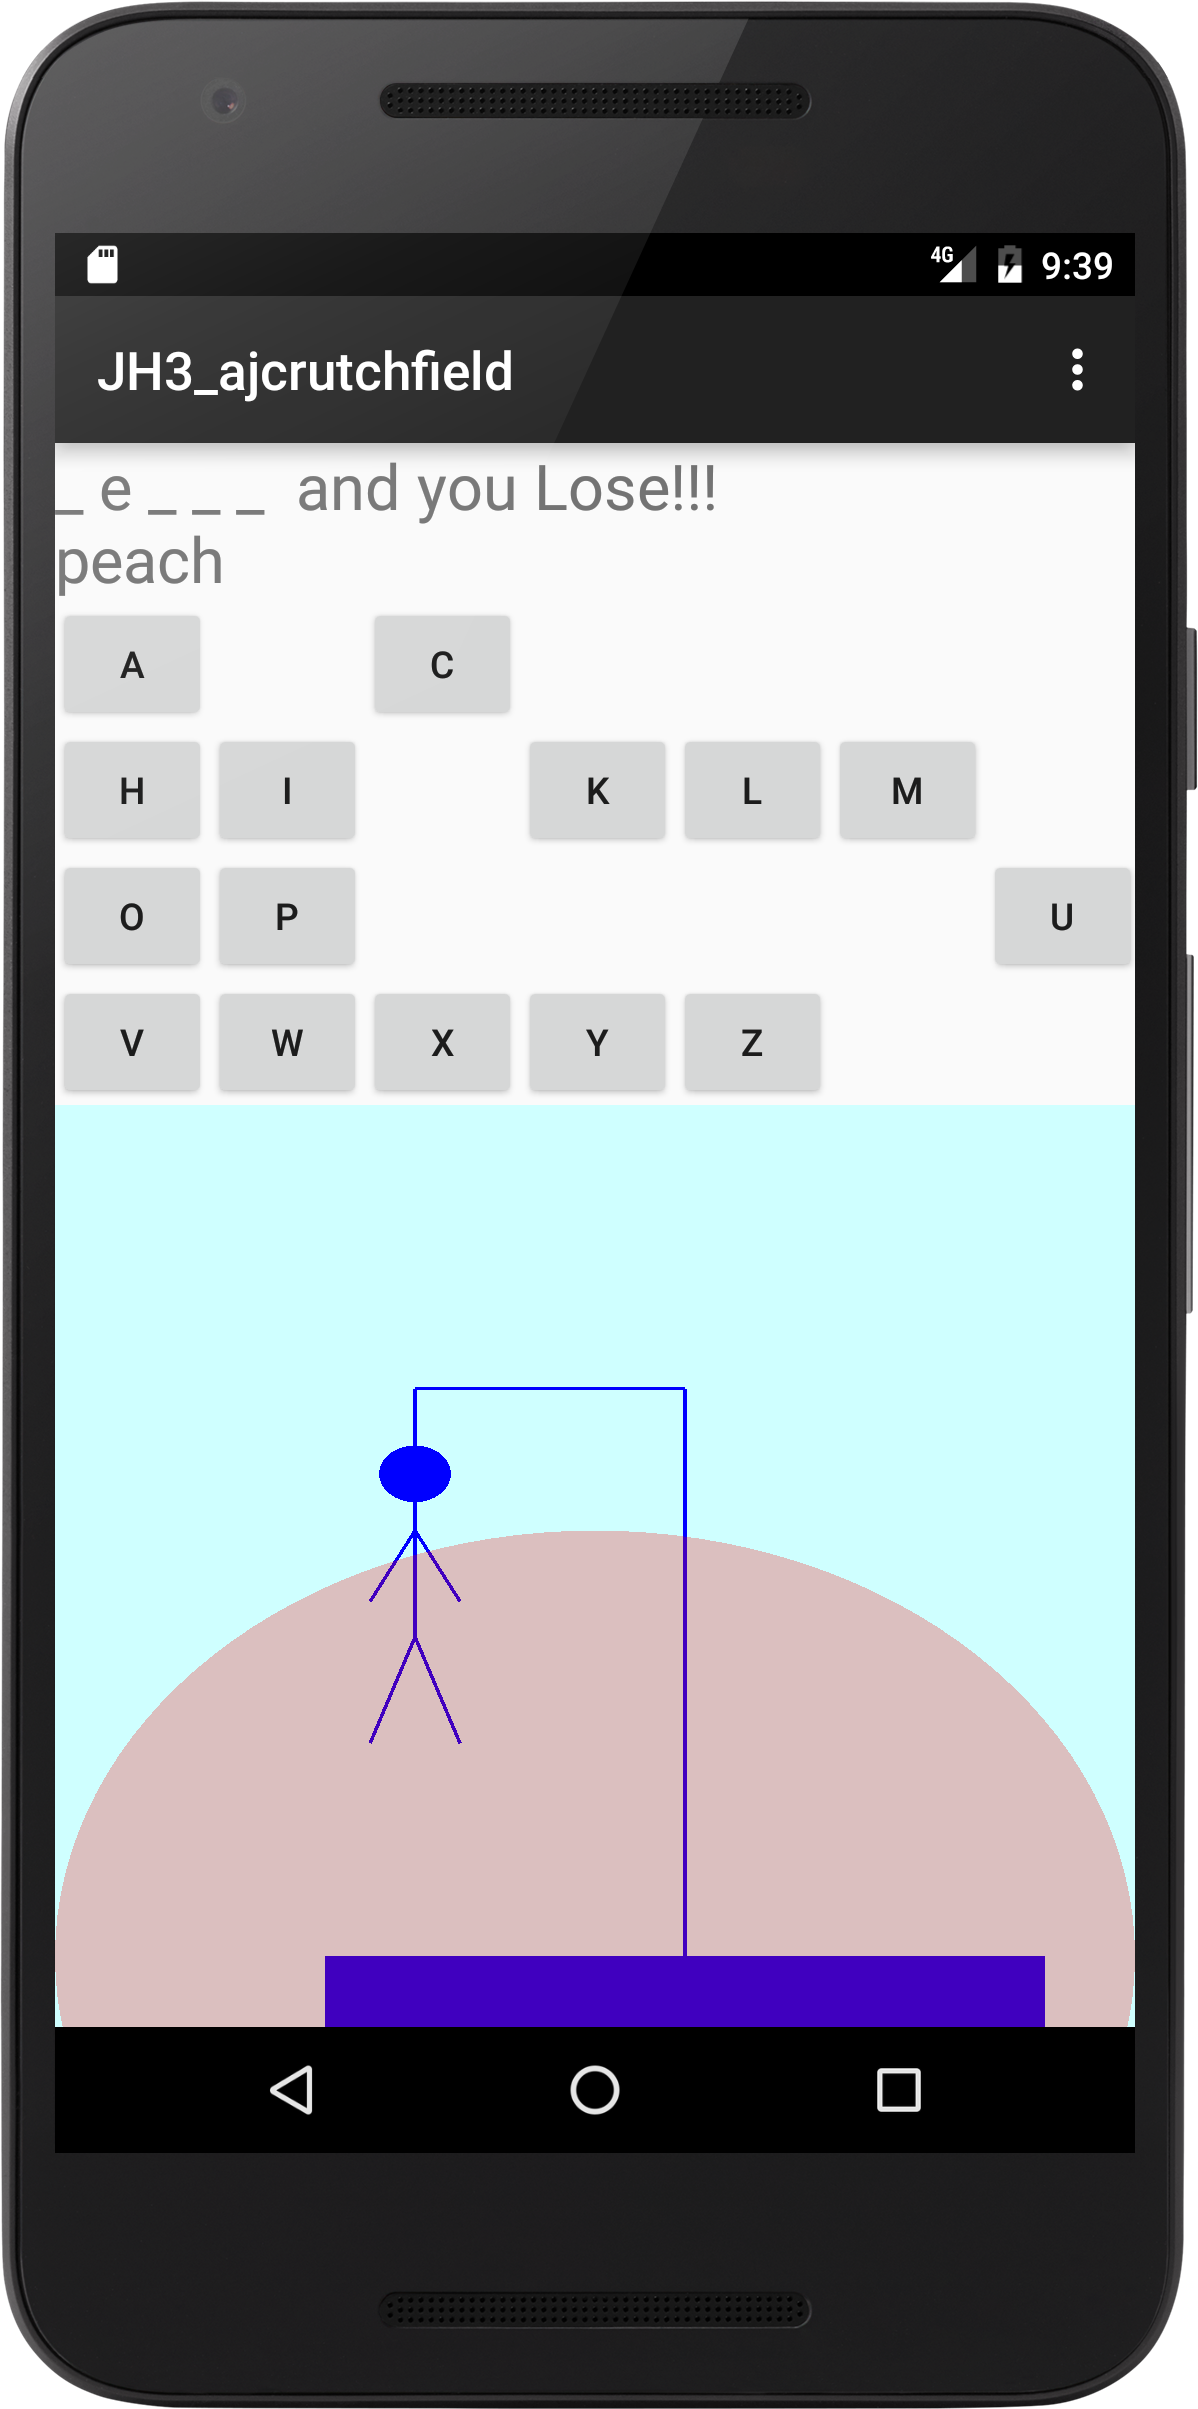 4G 9:39
JH3_ajcrutchfield
_ e _ _ _ and you Lose!!!
peach
A C
H I K L M
O P U
V W X Y Z